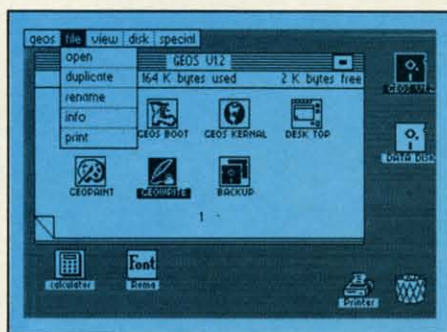 geos file view disk special
GEOS V1.2
open
duplicate
rename
info
print
164 K bytes used 2 K bytes free
GEOS BOOT GEOS KERNAL DESK TOP
GEOPAINT GEOWRITE BACKUP
1
GEOS V1.2
DATA DISK
calculator
Font
Roma
Printer